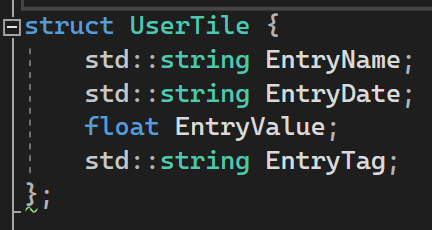 struct UserTile {
    std::string EntryName;
    std::string EntryDate;
    float EntryValue;
    std::string EntryTag;
};